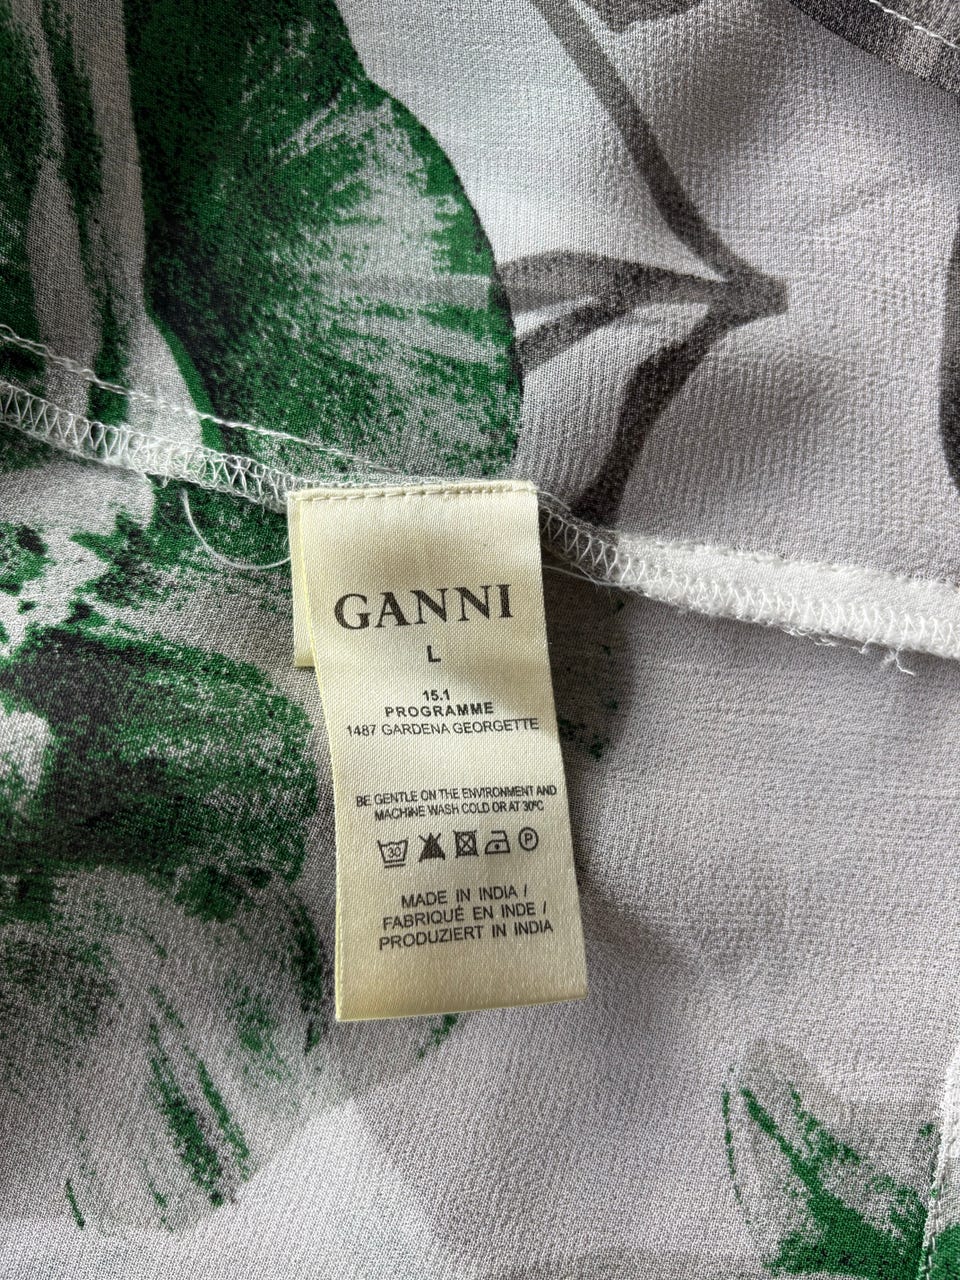 GANNI
L
15.1
PROGRAMME
1487 GARDENA GEORGETTE
BE GENTLE ON THE ENVIRONMENT AND
MACHINE WASH COLD OR AT 30ºC
30 P
MADE IN INDIA /
FABRIQUÉ EN INDE /
PRODUZIERT IN INDIA